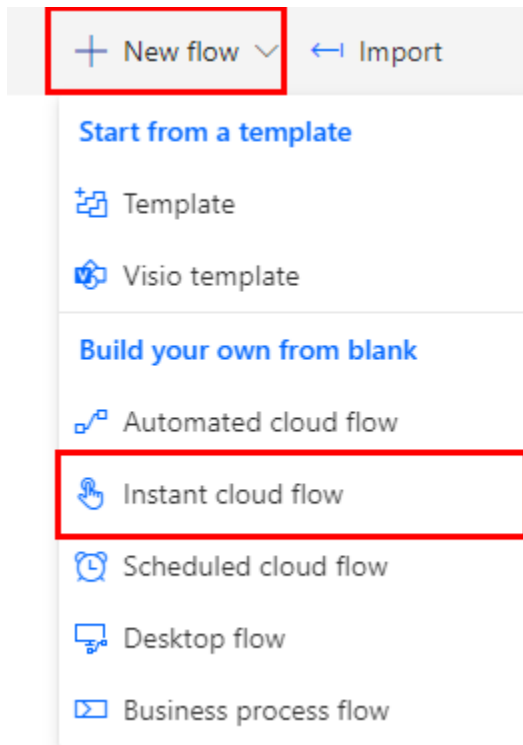 New flow
Import
Start from a template
Template
Visio template
Build your own from blank
Automated cloud flow
Instant cloud flow
Scheduled cloud flow
Desktop flow
Business process flow